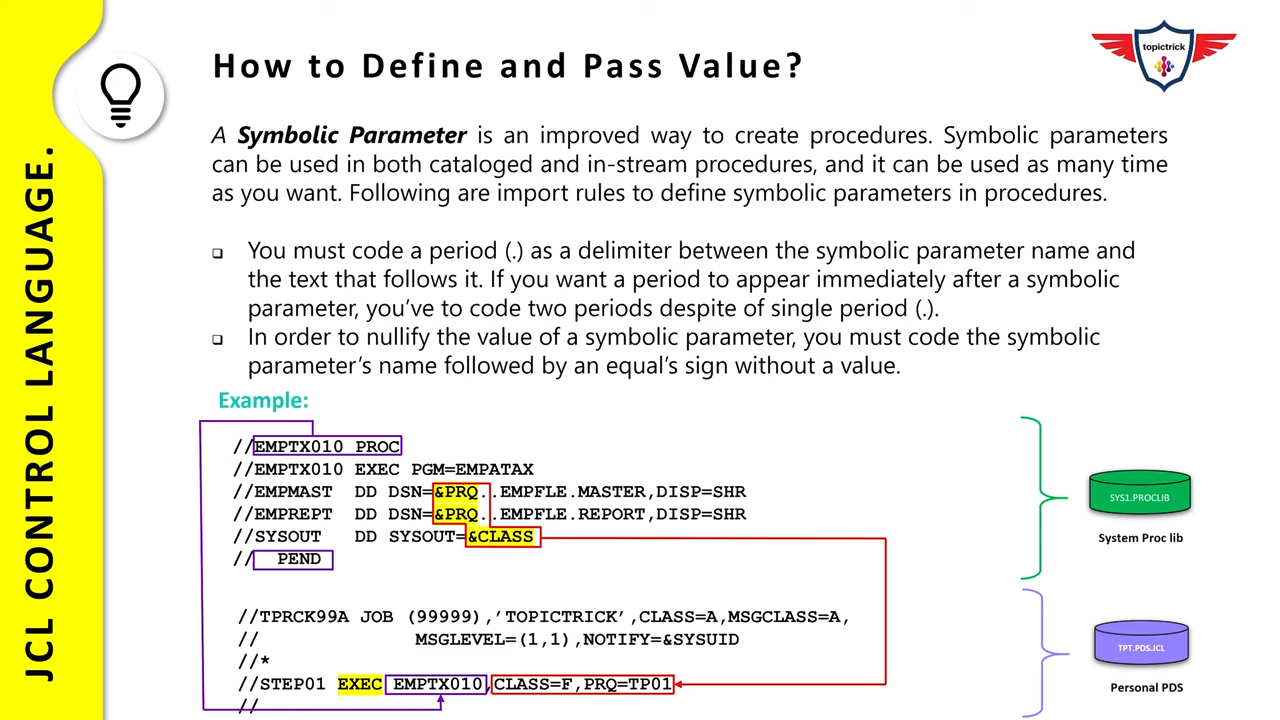 JCL CONTROL LANGUAGE.
topictrick
How to Define and Pass Value?
A Symbolic Parameter is an improved way to create procedures. Symbolic parameters
can be used in both cataloged and in-stream procedures, and it can be used as many time
as you want. Following are import rules to define symbolic parameters in procedures.
You must code a period (.) as a delimiter between the symbolic parameter name and
the text that follows it. If you want a period to appear immediately after a symbolic
parameter, you’ve to code two periods despite of single period (.).
In order to nullify the value of a symbolic parameter, you must code the symbolic
parameter’s name followed by an equal’s sign without a value.
Example:
//EMPTX010 PROC
//EMPTX010 EXEC PGM=EMPATAX
//EMPMAST  DD DSN=&PRQ..EMPFLE.MASTER,DISP=SHR
//EMPREPT  DD DSN=&PRQ..EMPFLE.REPORT,DISP=SHR
//SYSOUT   DD SYSOUT=&CLASS
//  PEND
SYS1.PROCLIB
System Proc lib
//TPRCK99A JOB (99999),’TOPICTRICK’,CLASS=A,MSGCLASS=A,
//              MSGLEVEL=(1,1),NOTIFY=&SYSUID
//*
//STEP01 EXEC EMPTX010,CLASS=F,PRQ=TP01
//
TPT.PDS.JCL
Personal PDS